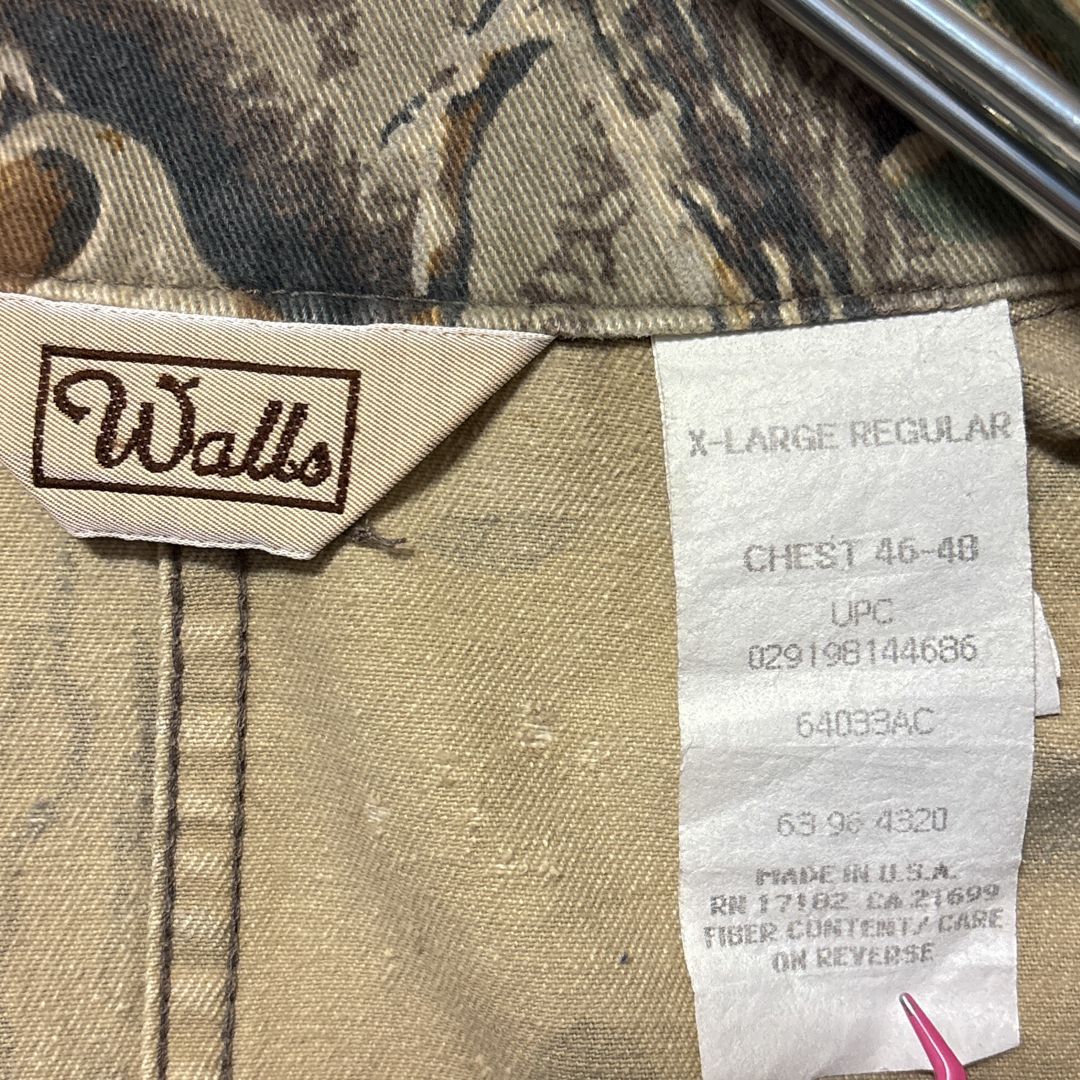 Walls
X-LARGE REGULAR
CHEST 46-48
UPC
029198144686
64033AC
63 96 4320
MADE IN U.S.A.
RN 17182 CA 21699
FIBER CONTENT/ CARE
ON REVERSE